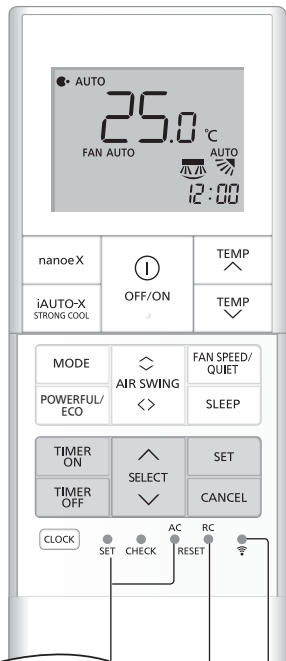 AUTO
25.0 °C
FAN AUTO
AUTO
12:00
nanoe X
OFF/ON
TEMP
iAUTO-X
STRONG COOL
TEMP
MODE
AIR SWING
FAN SPEED/
QUIET
POWERFUL/
ECO
SLEEP
TIMER
ON
SELECT
SET
TIMER
OFF
CANCEL
CLOCK
SET
CHECK
AC
RC
RESET